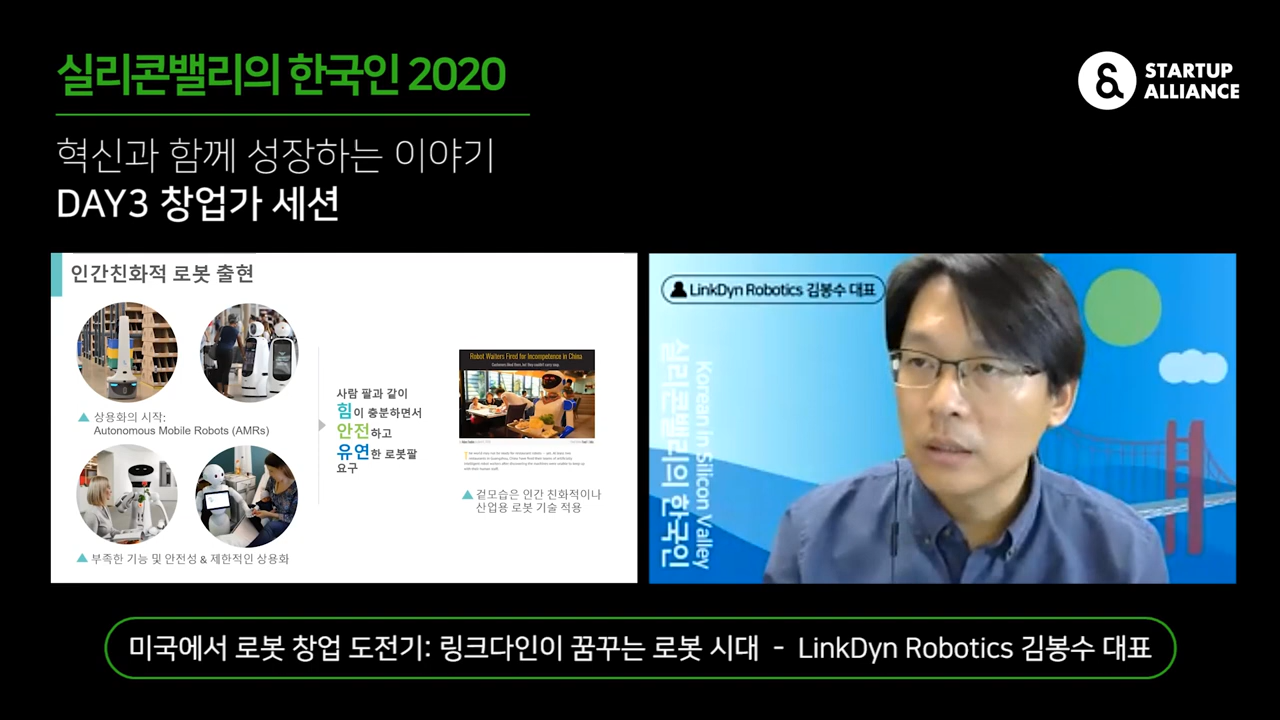 실리콘밸리의 한국인 2020
STARTUP
ALLIANCE
혁신과 함께 성장하는 이야기
DAY3 창업가 세션
인간친화적 로봇 출현
▲ 상용화의 시작:
Autonomous Mobile Robots (AMRs)
▲ 부족한 기능 및 안전성 & 제한적인 상용화
사람 팔과 같이
힘이 충분하면서
안전하고
유연한 로봇팔
요구
Robot Waiters Fired for Incompetence in China
Customers liked them, but they couldn't carry soup.
▲ 겉모습은 인간 친화적이나
산업용 로봇 기술 적용
LinkDyn Robotics 김봉수 대표
Korean in Silicon Valley
실리콘밸리의 한국인
미국에서 로봇 창업 도전기: 링크다인이 꿈꾸는 로봇 시대 - LinkDyn Robotics 김봉수 대표